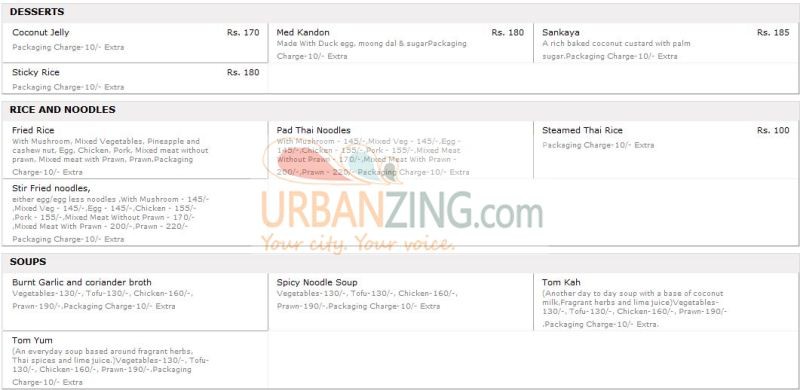 DESSERTS
Coconut Jelly Rs. 170
Packaging Charge-10/- Extra
Med Kandon Rs. 180
Made With Duck egg, moong dal & sugarPackaging
Charge-10/- Extra
Sankaya Rs. 185
A rich baked coconut custard with palm
sugar.Packaging Charge-10/- Extra
Sticky Rice Rs. 180
Packaging Charge-10/- Extra
RICE AND NOODLES
Fried Rice
With Mushroom, Mixed Vegetables, Pineapple and
cashew nut, Egg, Chicken, Pork, Mixed meat without
prawn, Mixed meat with Prawn, Prawn.Packaging
Charge-10/- Extra
Pad Thai Noodles
With Mushroom - 145/-.Mixed Veg - 145/-.Egg -
145/-.Chicken - 155/-.Pork - 155/-.Mixed Meat
Without Prawn - 170/-.Mixed Meat With Prawn -
200/-.Prawn - 220/- Packaging Charge-10/- Extra
Steamed Thai Rice Rs. 100
Packaging Charge-10/- Extra
Stir Fried noodles,
either egg/egg less noodles .With Mushroom - 145/-
.Mixed Veg - 145/-.Egg - 145/-.Chicken - 155/-
.Pork - 155/-.Mixed Meat Without Prawn - 170/-
.Mixed Meat With Prawn - 200/-.Prawn - 220/-
Packaging Charge-10/- Extra
URBANZING.com
Your city. Your voice.
SOUPS
Burnt Garlic and coriander broth
Vegetables-130/-, Tofu-130/-, Chicken-160/-,
Prawn-190/-.Packaging Charge-10/- Extra
Spicy Noodle Soup
Vegetables-130/-, Tofu-130/-, Chicken-160/-,
Prawn-190/-.Packaging Charge-10/- Extra
Tom Kah
(Another day to day soup with a base of coconut
milk.Fragrant herbs and lime juice)Vegetables-
130/-, Tofu-130/-, Chicken-160/-, Prawn-190/-
.Packaging Charge-10/- Extra.
Tom Yum
(An everyday soup based around fragrant herbs,
Thai spices and lime juice.)Vegetables-130/-, Tofu-
130/-, Chicken-160/-, Prawn-190/-.Packaging
Charge-10/- Extra